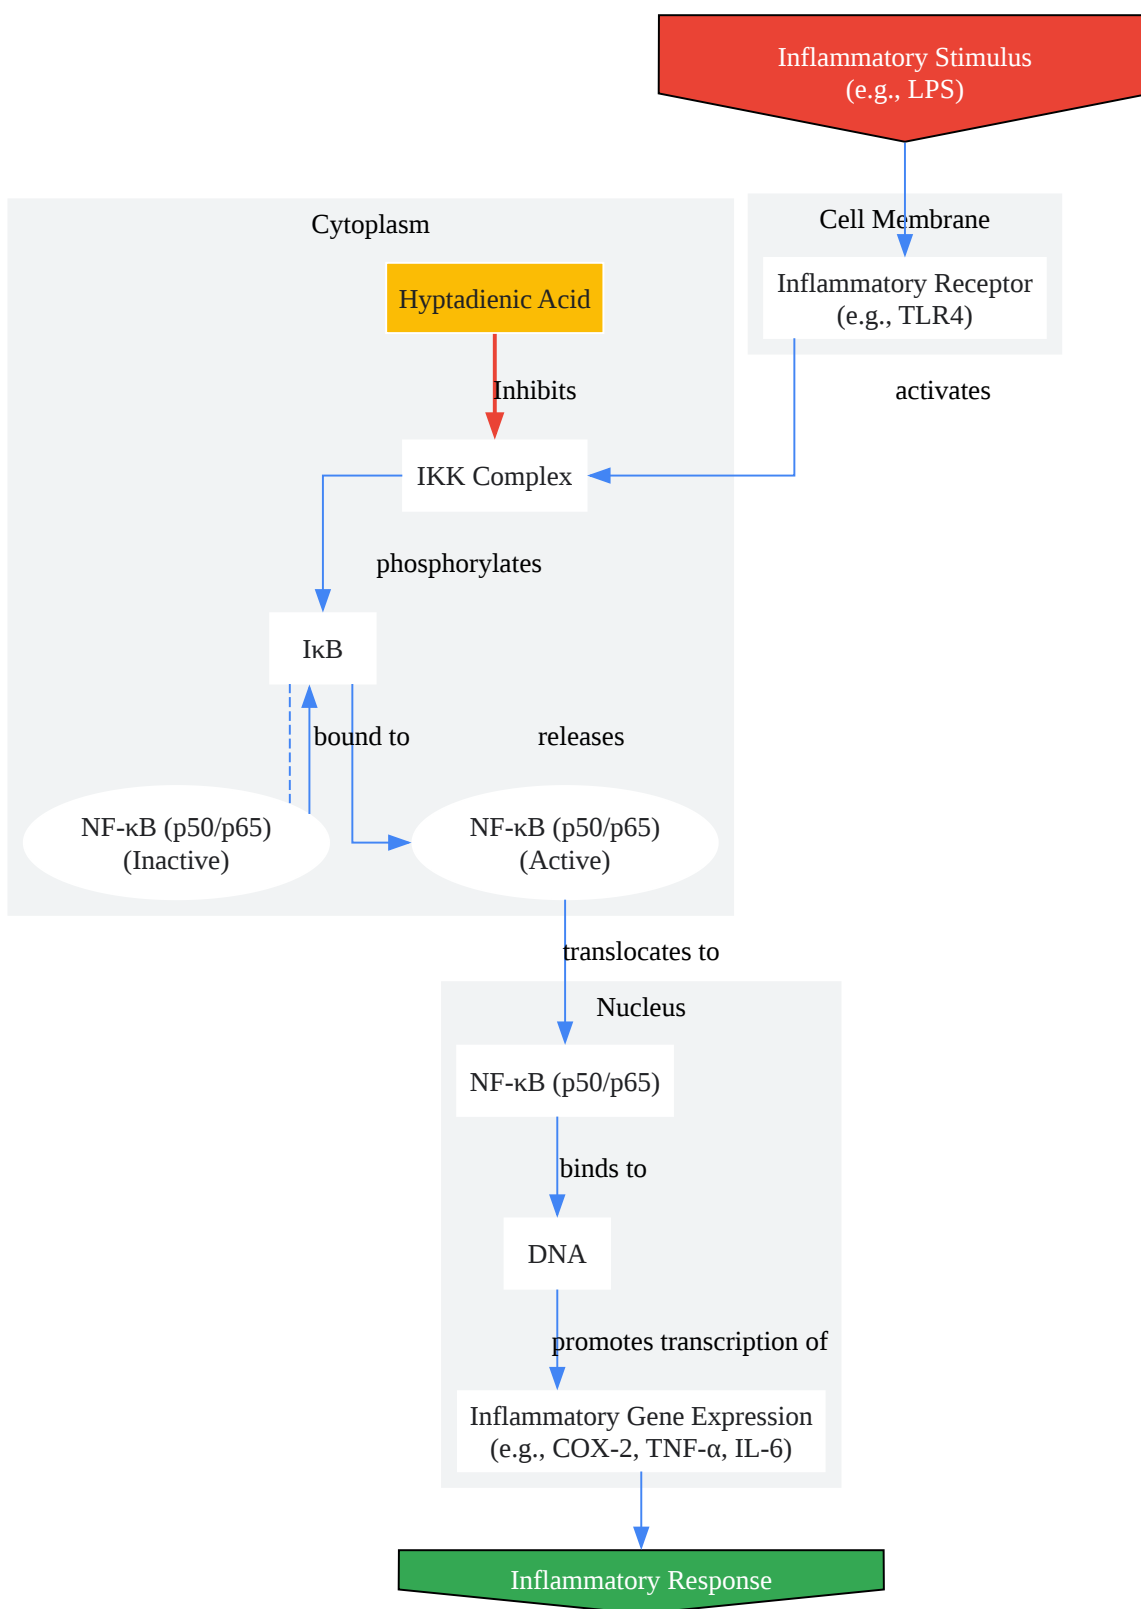 Inflammatory Stimulus
(e.g., LPS)
Cell Membrane
Cytoplasm
Inflammatory Receptor
(e.g., TLR4)
Hyptadienic Acid
Inhibits
activates
IKK Complex
phosphorylates
IκB
bound to
releases
NF-κB (p50/p65)
(Inactive)
NF-κB (p50/p65)
(Active)
translocates to
Nucleus
NF-κB (p50/p65)
binds to
DNA
promotes transcription of
Inflammatory Gene Expression
(e.g., COX-2, TNF-α, IL-6)
Inflammatory Response